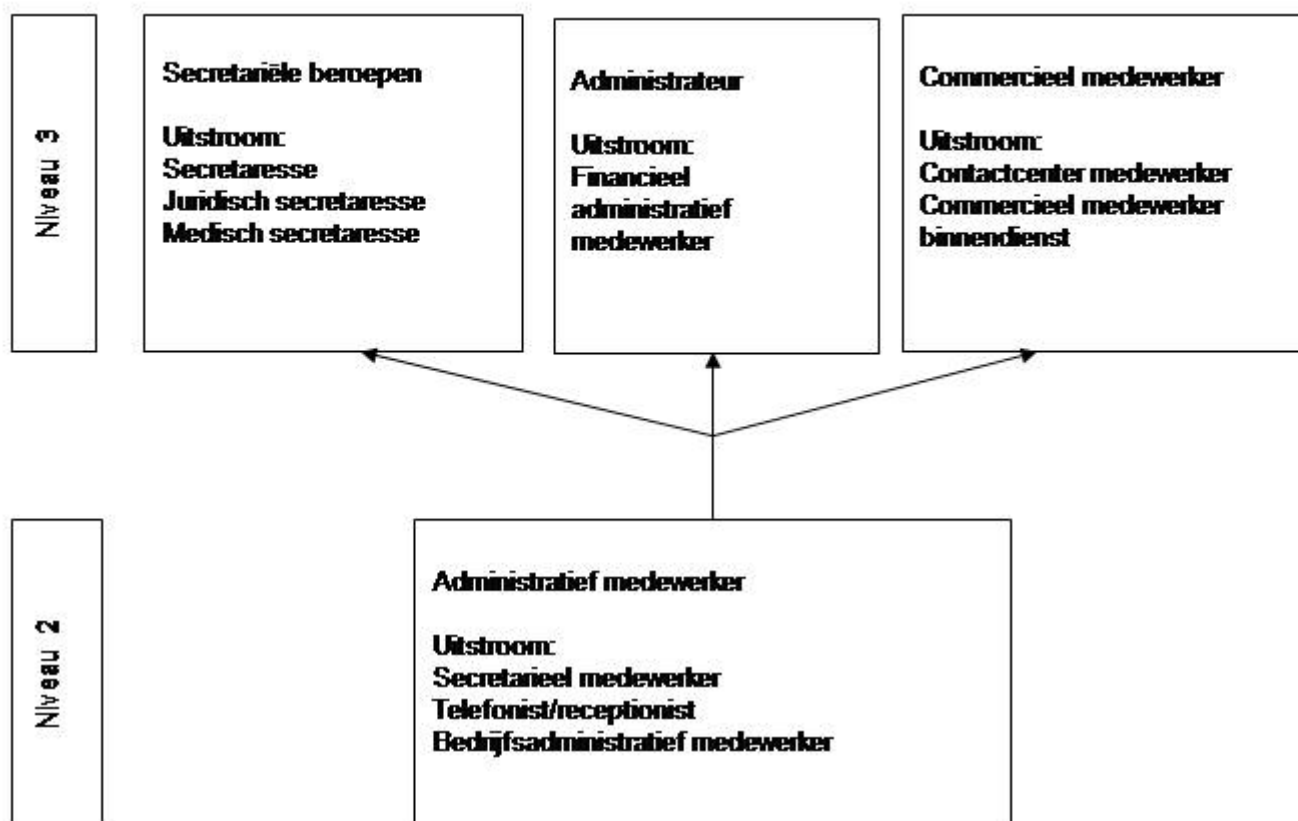 Niveau 3
Secretariële beroepen
Uitstroom:
Secretaresse
Juridisch secretaresse
Medisch secretaresse
Administrateur
Uitstroom:
Financieel
administratief
medewerker
Commercieel medewerker
Uitstroom:
Contactcenter medewerker
Commercieel medewerker
binnendienst
Niveau 2
Administratief medewerker
Uitstroom:
Secretarieel medewerker
Telefonist/receptionist
Bedrijfsadministratief medewerker